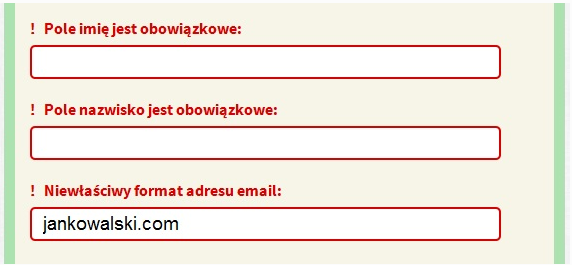 ! Pole imię jest obowiązkowe:
! Pole nazwisko jest obowiązkowe:
! Niewłaściwy format adresu email:
jankowalski.com